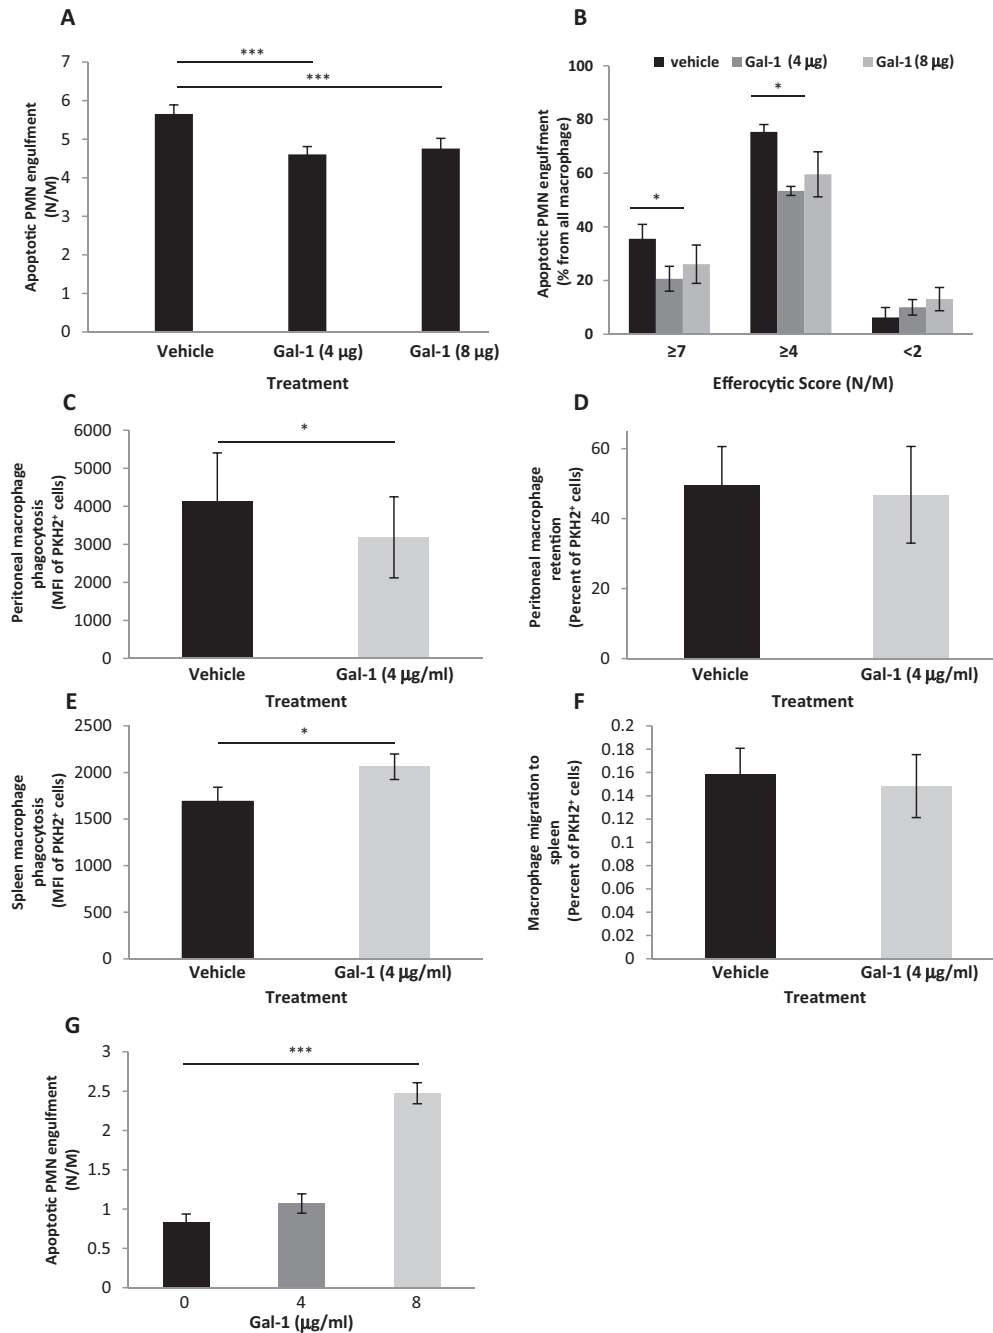 A
Apoptotic PMN engulfment
(N/M)
7
6
5
4
3
2
1
0
***
***
Vehicle
Gal-1 (4 µg)
Gal-1 (8 µg)
Treatment
B
Apoptotic PMN engulfment
(% from all macrophage)
100
80
60
40
20
0
vehicle
Gal-1 (4 µg)
Gal-1 (8 µg)
*
*
≥7
≥4
<2
Efferocytic Score (N/M)
C
Peritoneal macrophage
phagocytosis
(MFI of PKH2⁺ cells)
6000
5000
4000
3000
2000
1000
0
*
Vehicle
Gal-1 (4 µg/ml)
Treatment
D
Peritoneal macrophage
retention
(Percent of PKH2⁺ cells)
60
40
20
0
Vehicle
Gal-1 (4 µg/ml)
Treatment
E
Spleen macrophage
phagocytosis
(MFI of PKH2⁺ cells)
2500
2000
1500
1000
500
0
*
Vehicle
Gal-1 (4 µg/ml)
Treatment
F
Macrophage migration to
spleen
(Percent of PKH2⁺ cells)
0.2
0.18
0.16
0.14
0.12
0.1
0.08
0.06
0.04
0.02
0
Vehicle
Gal-1 (4 µg/ml)
Treatment
G
Apoptotic PMN engulfment
(N/M)
3
2.5
2
1.5
1
0.5
0
***
0
4
8
Gal-1 (µg/ml)